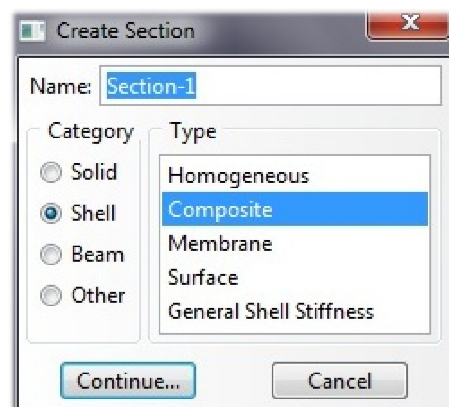 Create Section
X
Name: Section-1
Category
Solid
Shell
Beam
Other
Type
Homogeneous
Composite
Membrane
Surface
General Shell Stiffness
Continue... Cancel